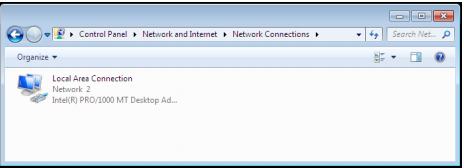 Control Panel Network and Internet Network Connections Search Net...
Organize
Local Area Connection
Network 2
Intel(R) PRO/1000 MT Desktop Ad...